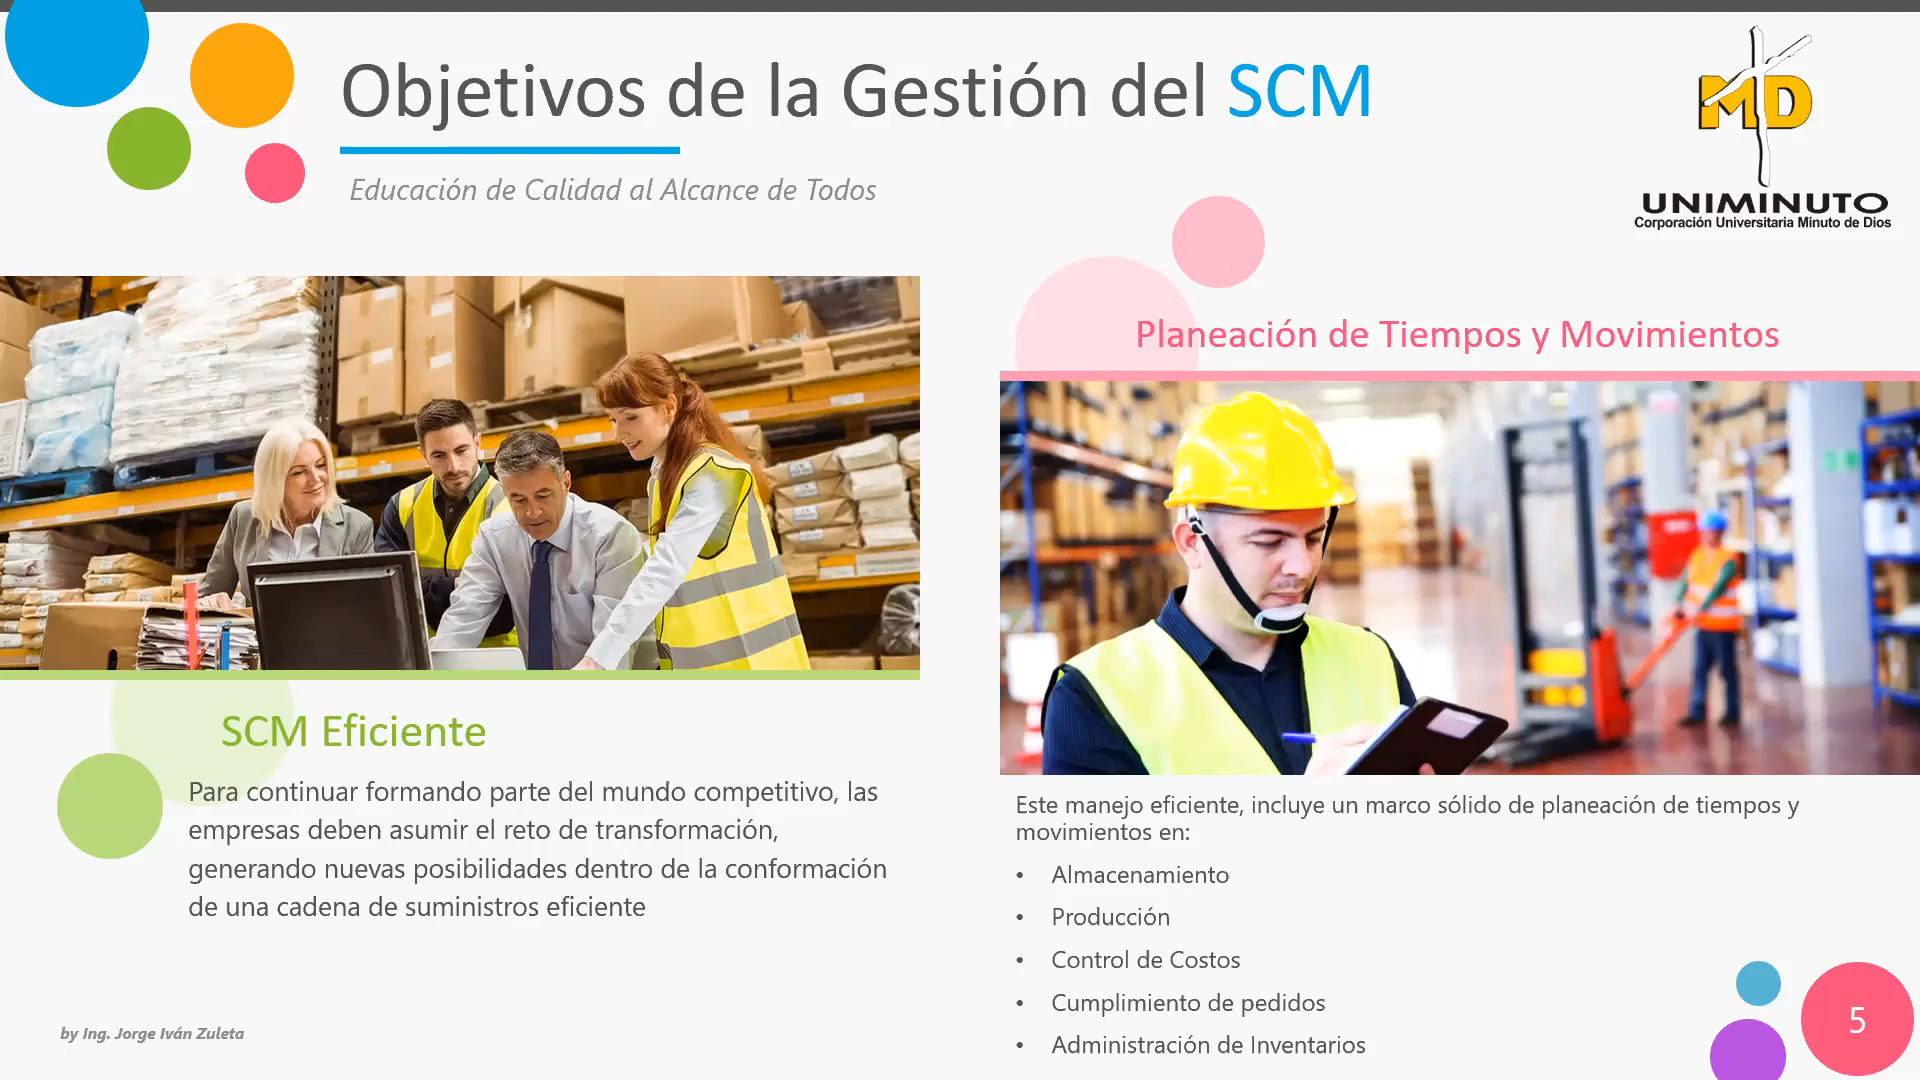 Objetivos de la Gestión del SCM
Educación de Calidad al Alcance de Todos
MD
UNIMINUTO
Corporación Universitaria Minuto de Dios
SCM Eficiente
Para continuar formando parte del mundo competitivo, las
empresas deben asumir el reto de transformación,
generando nuevas posibilidades dentro de la conformación
de una cadena de suministros eficiente
Planeación de Tiempos y Movimientos
Este manejo eficiente, incluye un marco sólido de planeación de tiempos y
movimientos en:
• Almacenamiento
• Producción
• Control de Costos
• Cumplimiento de pedidos
• Administración de Inventarios
by Ing. Jorge Iván Zuleta
5